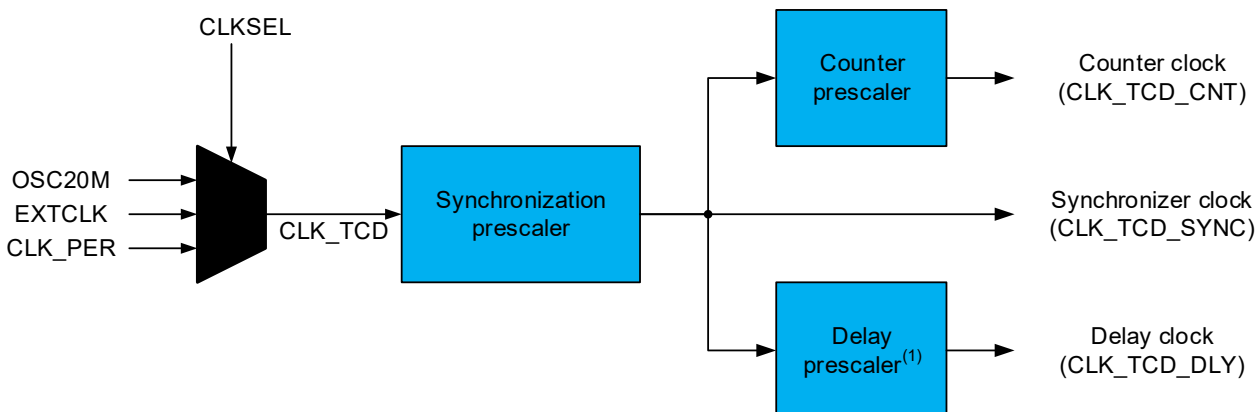 CLKSEL
OSC20M
EXTCLK
CLK_PER
CLK_TCD
Synchronization
prescaler
Counter
prescaler
Counter clock
(CLK_TCD_CNT)
Synchronizer clock
(CLK_TCD_SYNC)
Delay
prescaler(1)
Delay clock
(CLK_TCD_DLY)